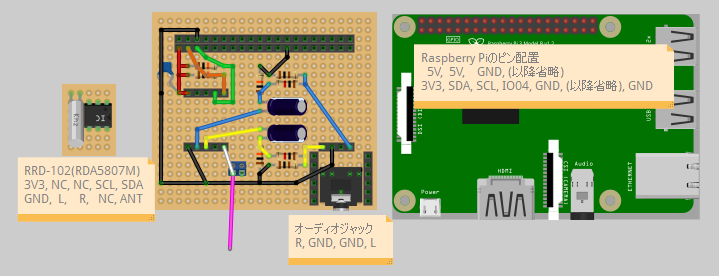 GPIO
Raspberry Piのピン配置
5V, 5V, GND, (以降省略)
3V3, SDA, SCL, IO04, GND, (以降省略), GND
IC
RRD-102(RDA5807M)
3V3, NC, NC, SCL, SDA
GND, L, R, NC, ANT
オーディオジャック
R, GND, GND, L
Power
HDMI
CSI (CAMERA)
Audio
ETHERNET